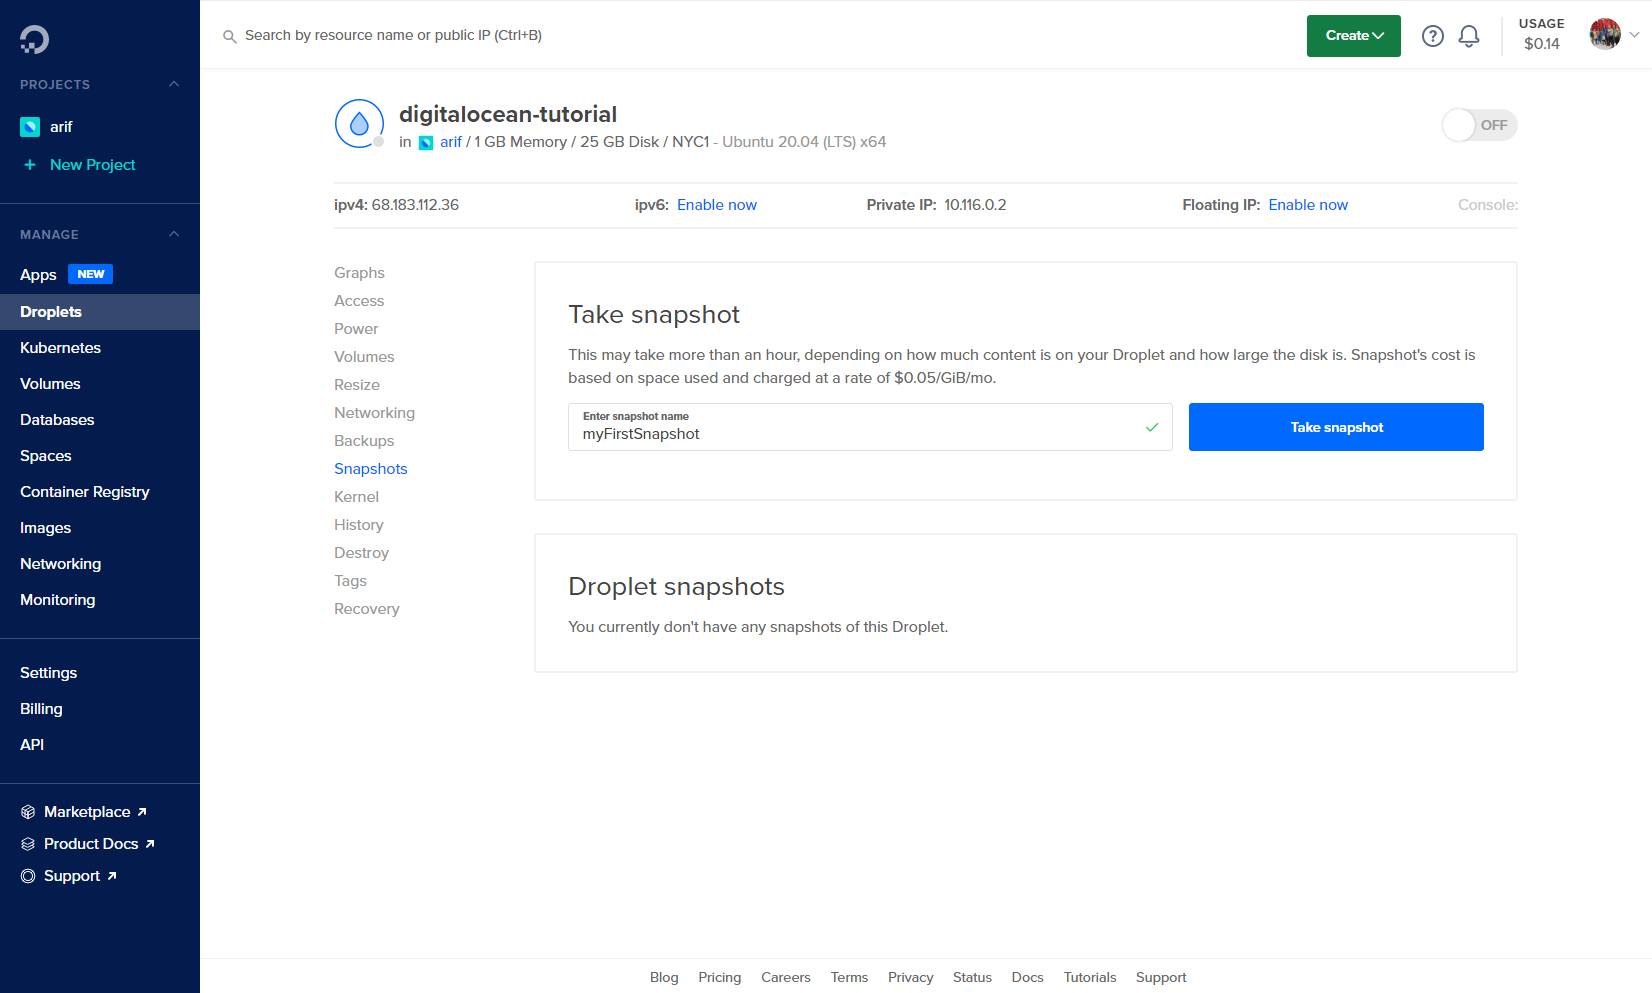 Search by resource name or public IP (Ctrl+B)
Create
USAGE
$0.14
PROJECTS
arif
+ New Project
MANAGE
Apps NEW
Droplets
Kubernetes
Volumes
Databases
Spaces
Container Registry
Images
Networking
Monitoring
Settings
Billing
API
Marketplace
Product Docs
Support
digitalocean-tutorial
in arif / 1 GB Memory / 25 GB Disk / NYC1 - Ubuntu 20.04 (LTS) x64
OFF
ipv4: 68.183.112.36 ipv6: Enable now Private IP: 10.116.0.2 Floating IP: Enable now Console:
Graphs
Access
Power
Volumes
Resize
Networking
Backups
Snapshots
Kernel
History
Destroy
Tags
Recovery
Take snapshot
This may take more than an hour, depending on how much content is on your Droplet and how large the disk is. Snapshot's cost is
based on space used and charged at a rate of $0.05/GiB/mo.
Enter snapshot name
myFirstSnapshot
Take snapshot
Droplet snapshots
You currently don't have any snapshots of this Droplet.
Blog Pricing Careers Terms Privacy Status Docs Tutorials Support